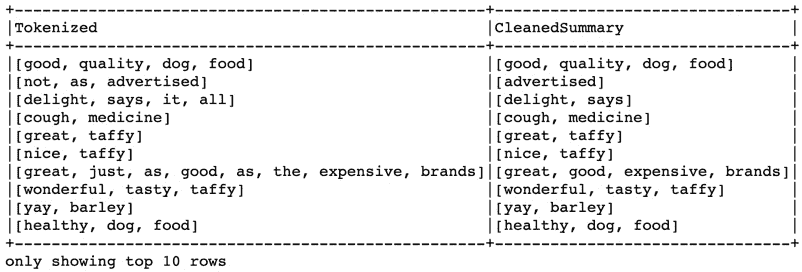 +-----------------------------------------------------+---------------------------------+
|Tokenized                                            |CleanedSummary                   |
+-----------------------------------------------------+---------------------------------+
|[good, quality, dog, food]                           |[good, quality, dog, food]       |
|[not, as, advertised]                                |[advertised]                     |
|[delight, says, it, all]                             |[delight, says]                  |
|[cough, medicine]                                    |[cough, medicine]                |
|[great, taffy]                                       |[great, taffy]                   |
|[nice, taffy]                                        |[nice, taffy]                    |
|[great, just, as, good, as, the, expensive, brands]|[great, good, expensive, brands]|
|[wonderful, tasty, taffy]                            |[wonderful, tasty, taffy]        |
|[yay, barley]                                        |[yay, barley]                    |
|[healthy, dog, food]                                 |[healthy, dog, food]             |
+-----------------------------------------------------+---------------------------------+
only showing top 10 rows